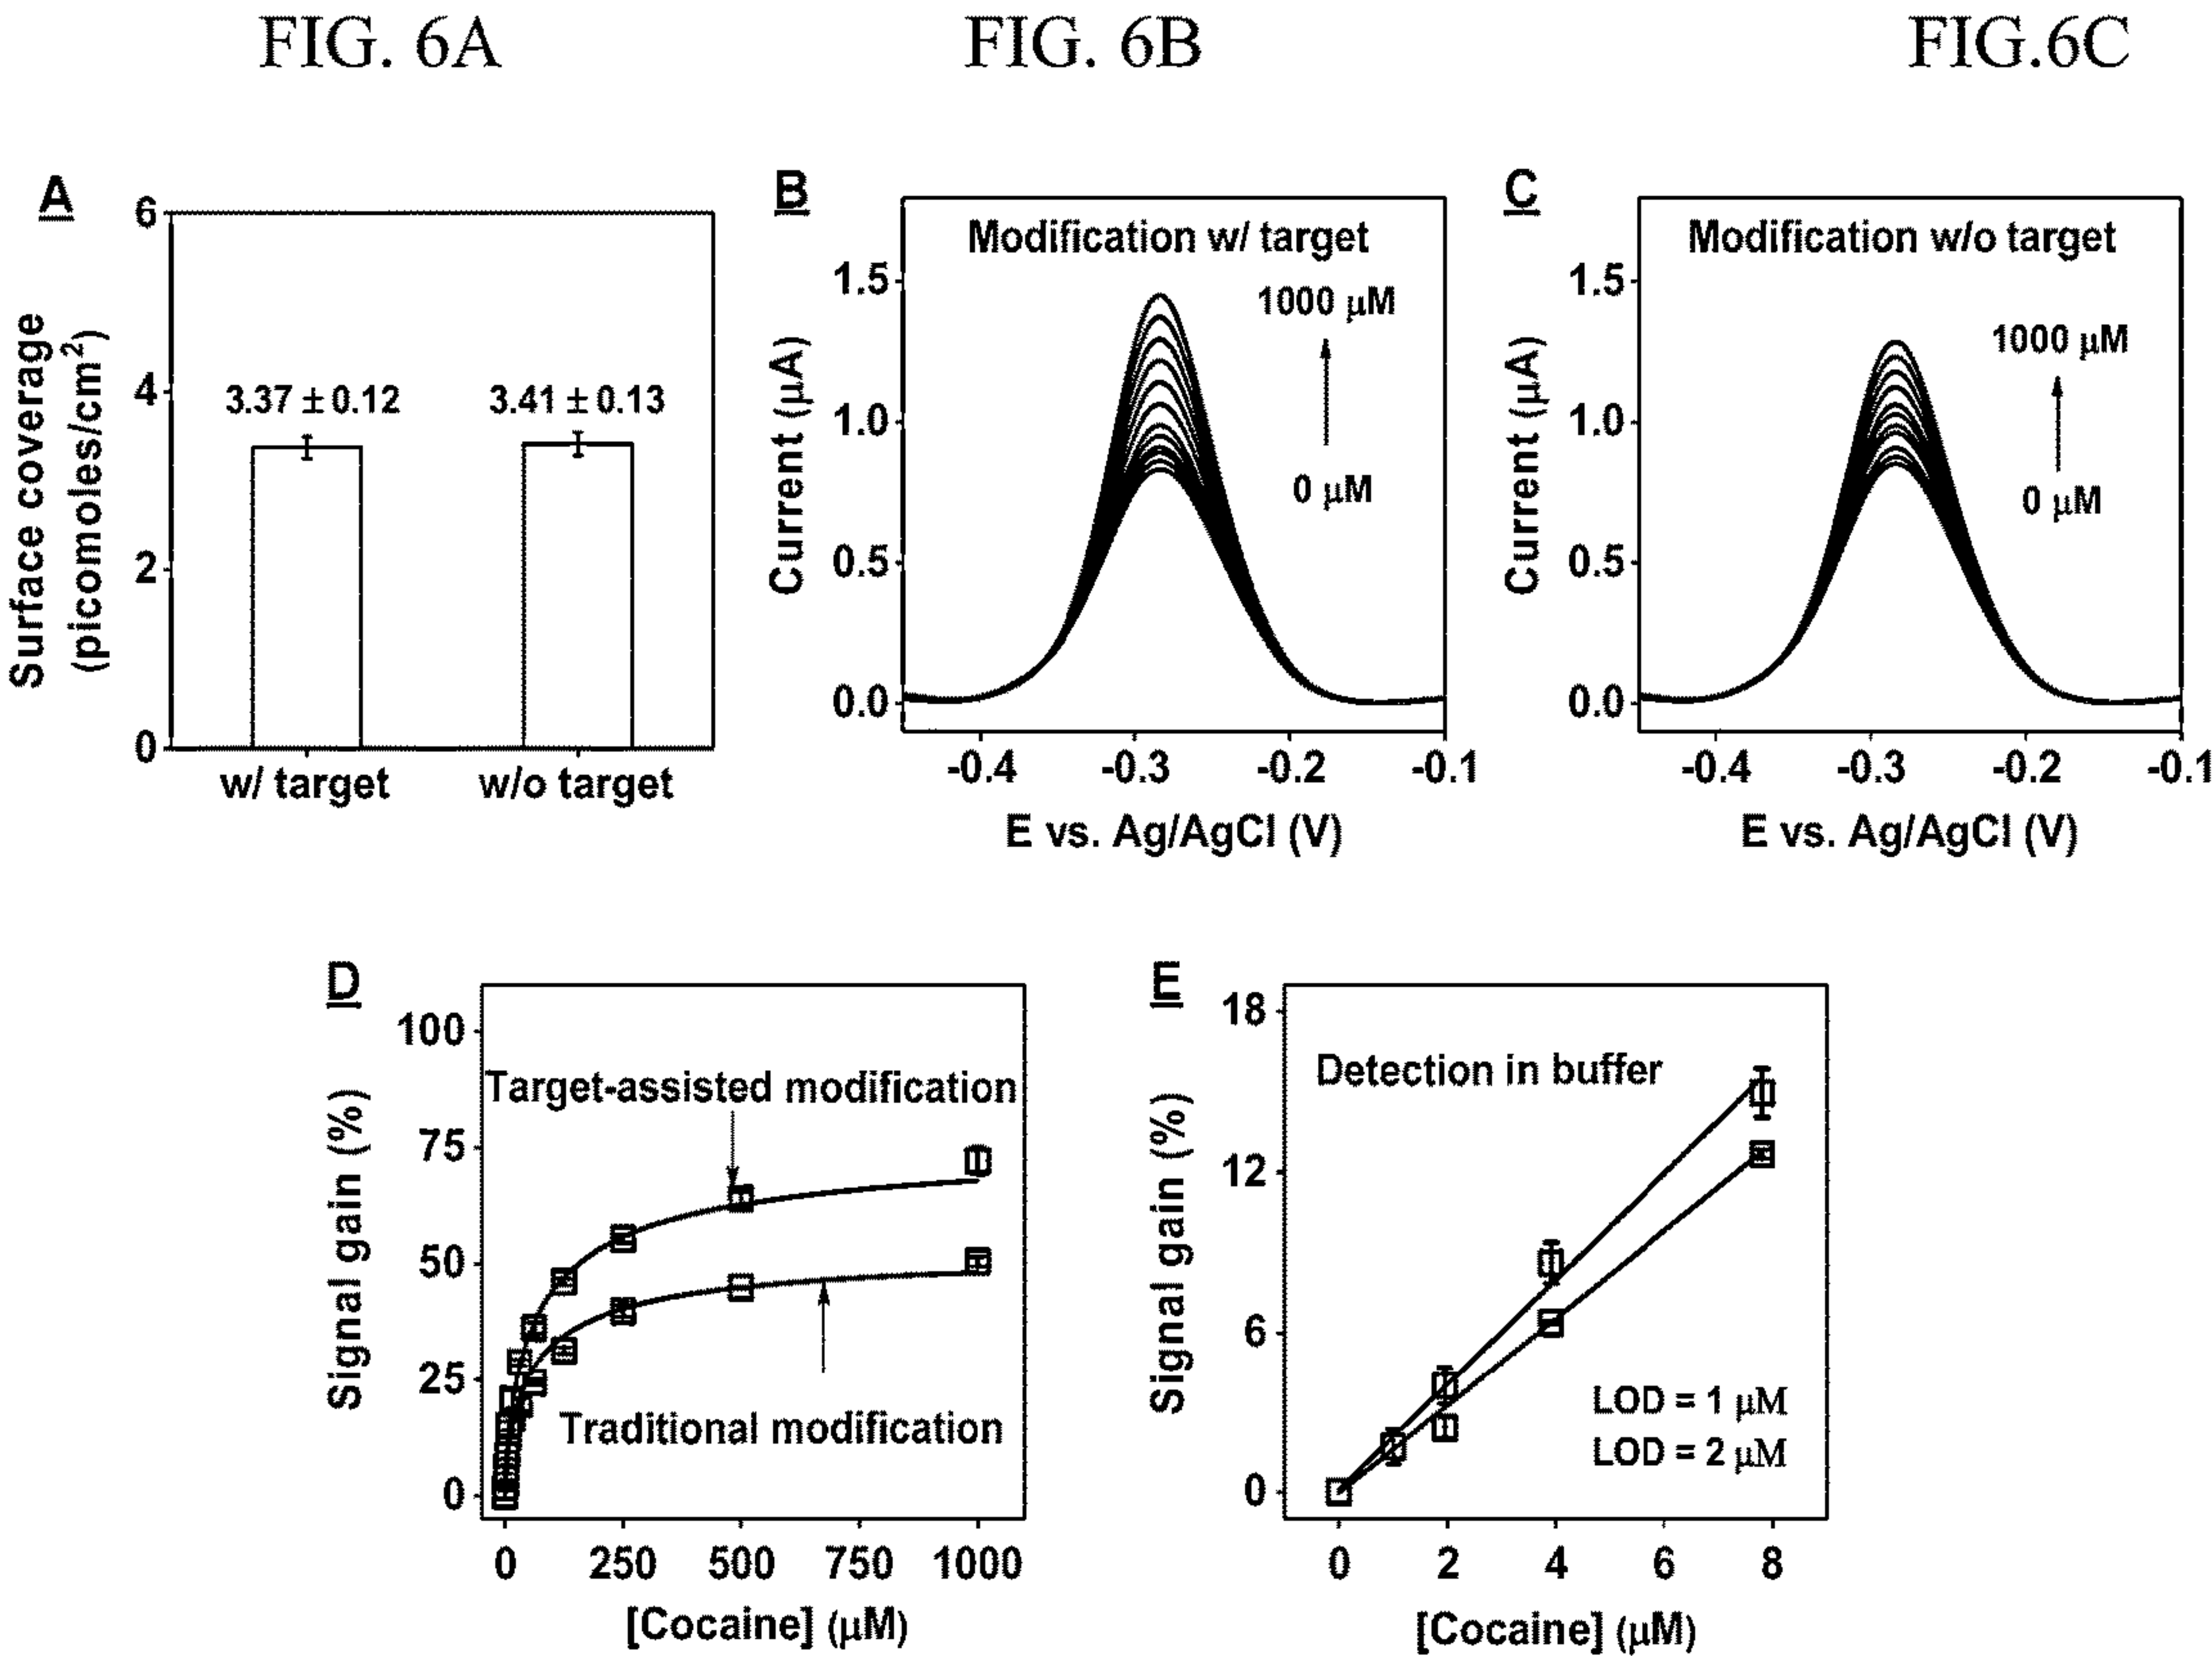 FIG. 6A
FIG. 6B
FIG.6C
A
6
4
2
0
Surface coverage
(picomoles/cm²)
3.37 ± 0.12
3.41 ± 0.13
w/ target
w/o target
B
Modification w/ target
1000 μM
0 μM
1.5
1.0
0.5
0.0
Current (μA)
-0.4
-0.3
-0.2
-0.1
E vs. Ag/AgCl (V)
C
Modification w/o target
1000 μM
0 μM
1.5
1.0
0.5
0.0
Current (μA)
-0.4
-0.3
-0.2
-0.1
E vs. Ag/AgCl (V)
D
100
75
50
25
0
Signal gain (%)
Target-assisted modification
Traditional modification
0
250
500
750
1000
[Cocaine] (μM)
E
18
12
6
0
Signal gain (%)
Detection in buffer
LOD = 1 μM
LOD = 2 μM
0
2
4
6
8
[Cocaine] (μM)